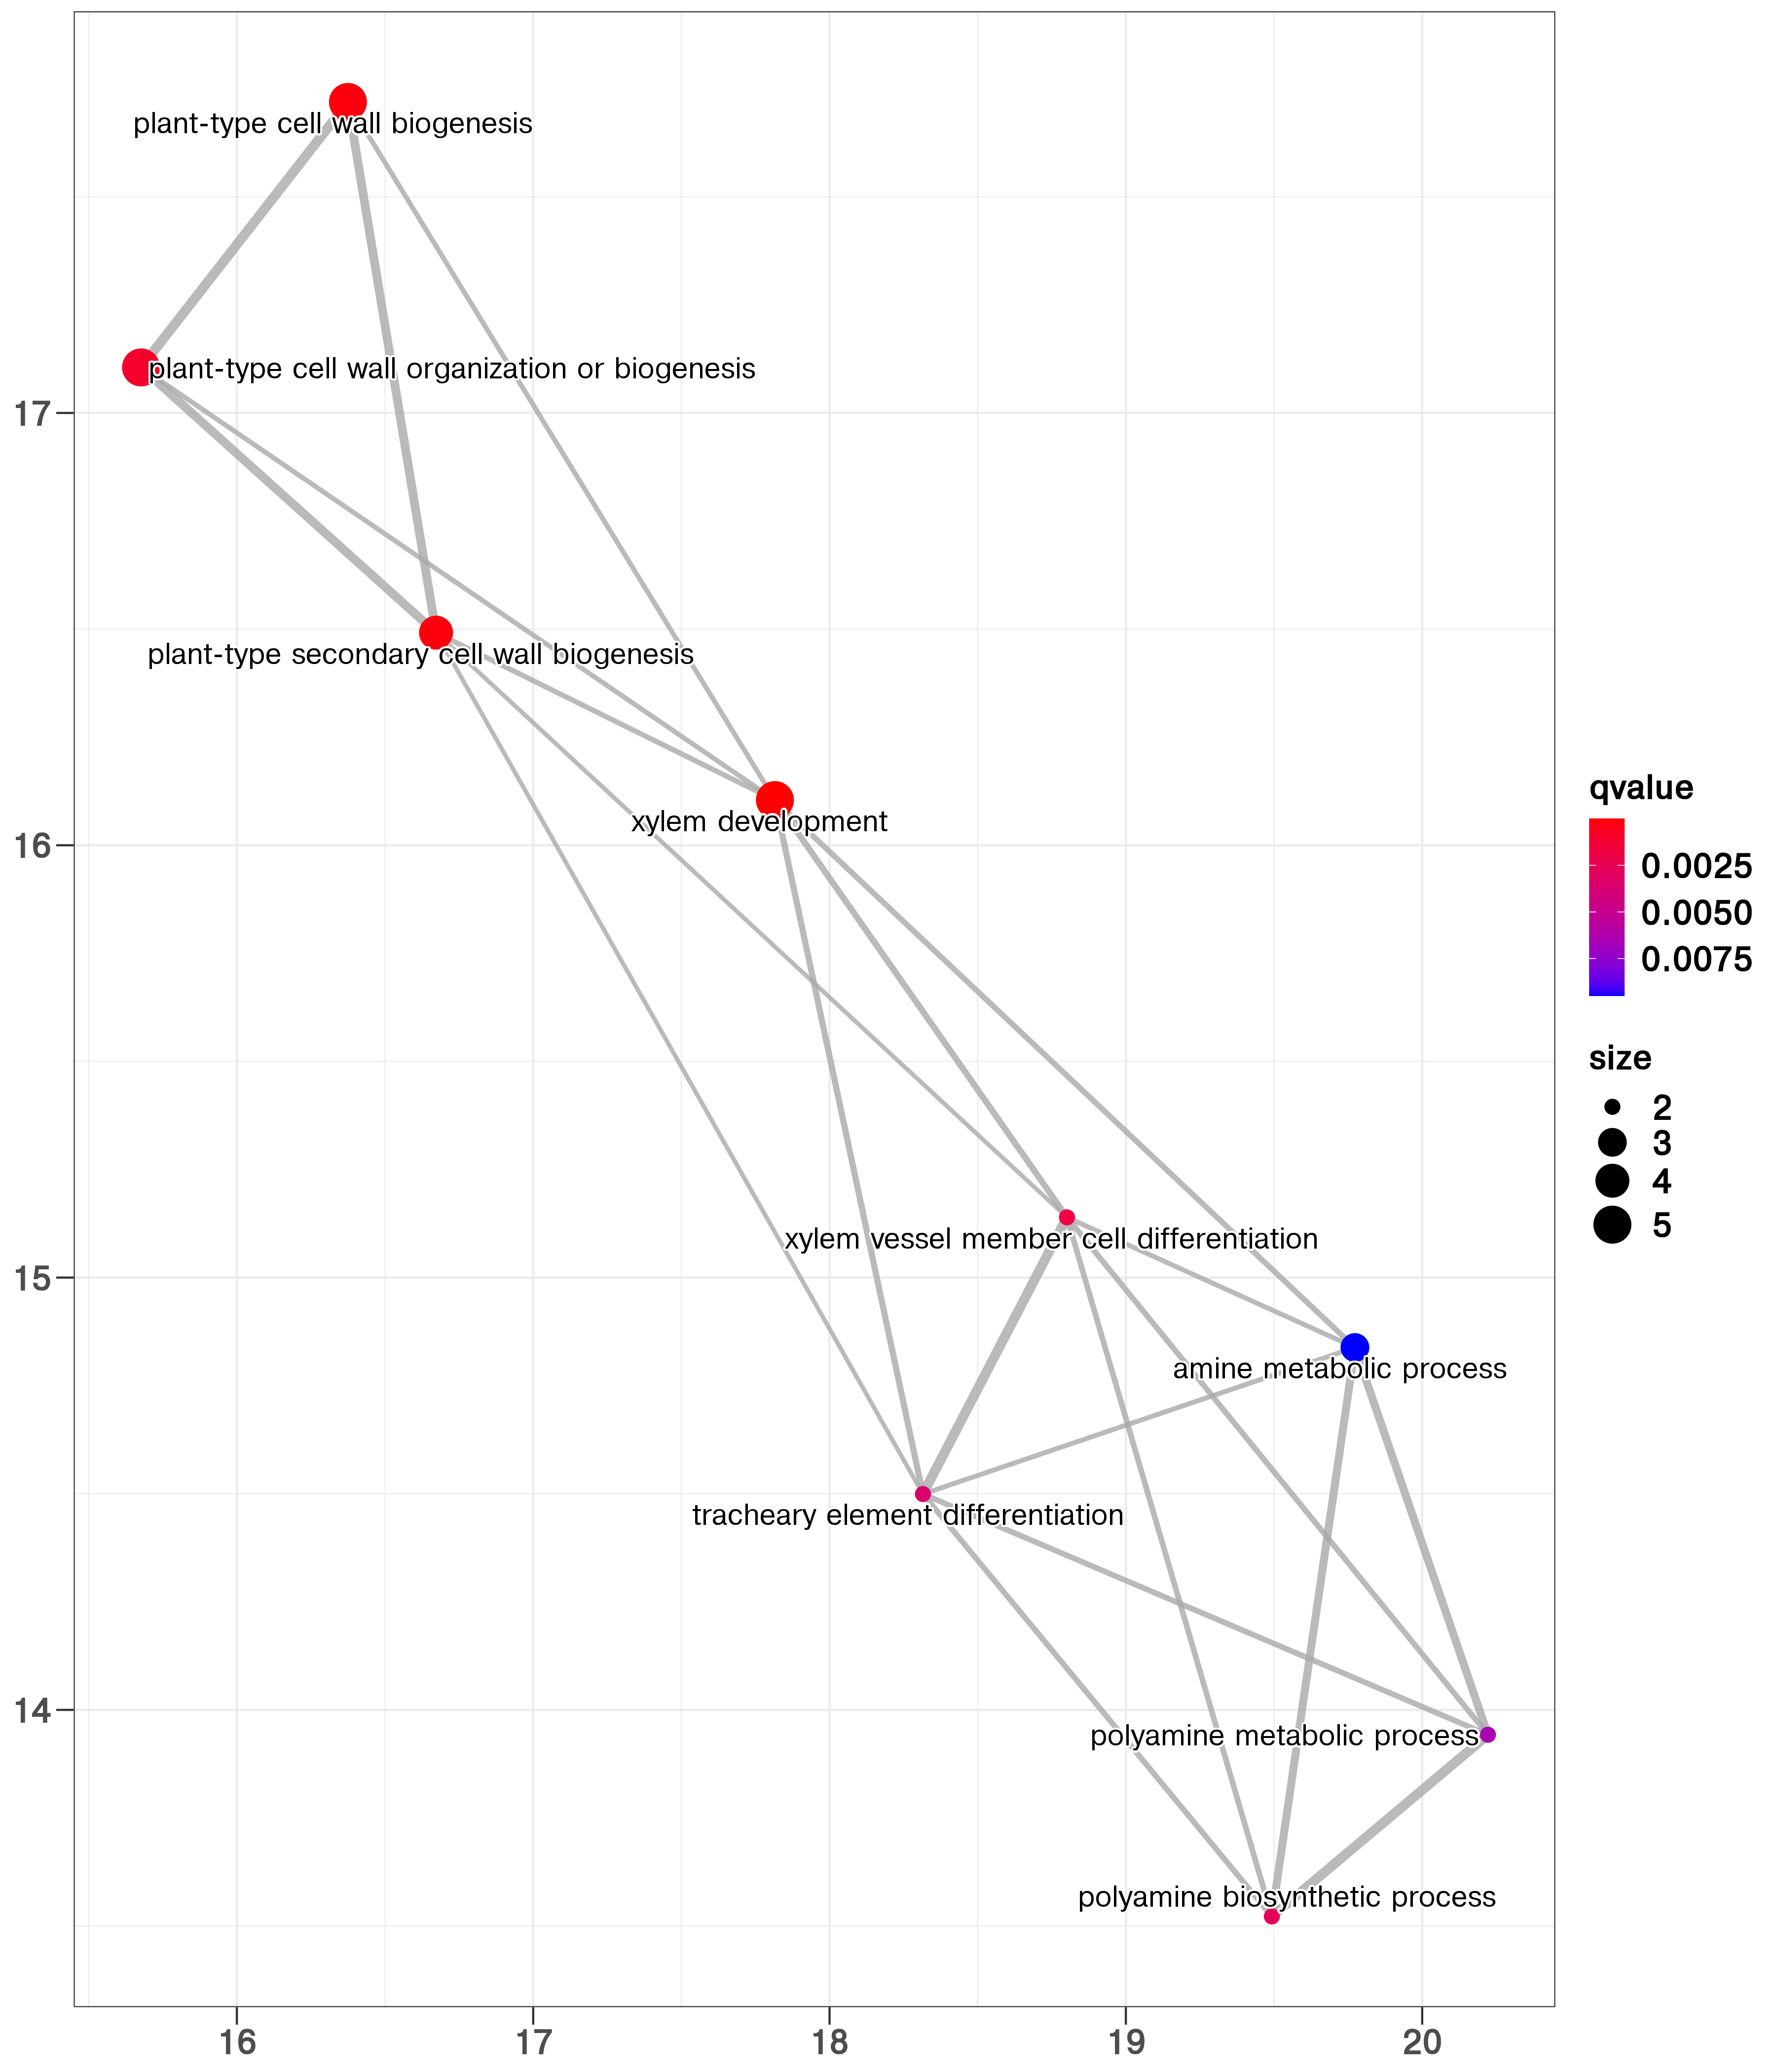 plant-type cell wall biogenesis
plant-type cell wall organization or biogenesis
17
plant-type secondary cell wall biogenesis
xylem development
16
xylem vessel member cell differentiation
15
amine metabolic process
tracheary element differentiation
14
polyamine metabolic process
polyamine biosynthetic process
16 17 18 19 20
qvalue
0.0025
0.0050
0.0075
size
2
3
4
5